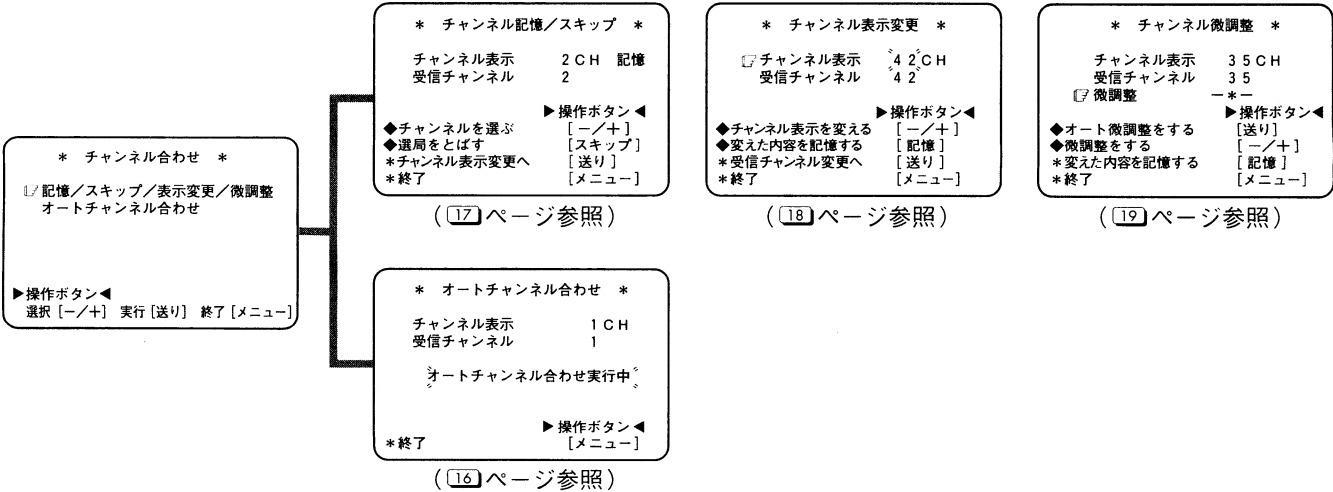 ＊ チャンネル合わせ ＊
☞記憶／スキップ／表示変更／微調整
オートチャンネル合わせ
▶操作ボタン◀
選択［−／＋］ 実行［送り］ 終了［メニュー］
＊ チャンネル記憶／スキップ ＊
チャンネル表示 2CH 記憶
受信チャンネル 2
▶操作ボタン◀
◆チャンネルを選ぶ ［−／＋］
◆選局をとばす ［スキップ］
＊チャンネル表示変更へ ［送り］
＊終了 ［メニュー］
（17ページ参照）
＊ チャンネル表示変更 ＊
☞チャンネル表示 42CH
受信チャンネル 42
▶操作ボタン◀
◆チャンネル表示を変える ［−／＋］
◆変えた内容を記憶する ［記憶］
＊受信チャンネル変更へ ［送り］
＊終了 ［メニュー］
（18ページ参照）
＊ チャンネル微調整 ＊
チャンネル表示 35CH
受信チャンネル 35
☞微調整 −＊−
▶操作ボタン◀
◆オート微調整をする ［送り］
◆微調整をする ［−／＋］
＊変えた内容を記憶する ［記憶］
＊終了 ［メニュー］
（19ページ参照）
＊ オートチャンネル合わせ ＊
チャンネル表示 1CH
受信チャンネル 1
オートチャンネル合わせ実行中
▶操作ボタン◀
＊終了 ［メニュー］
（16ページ参照）